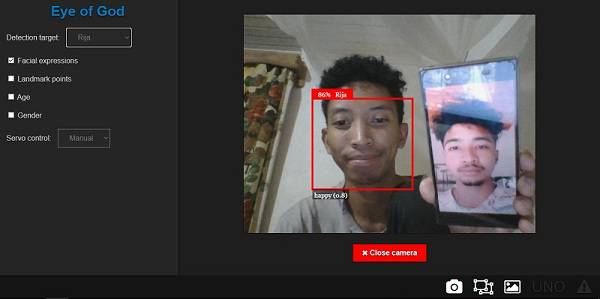 Eye of God
Detection target: Rija
Facial expressions
Landmark points
Age
Gender
Servo control: Manual
86% Rija
happy (0.8)
✖ Close camera
UNO